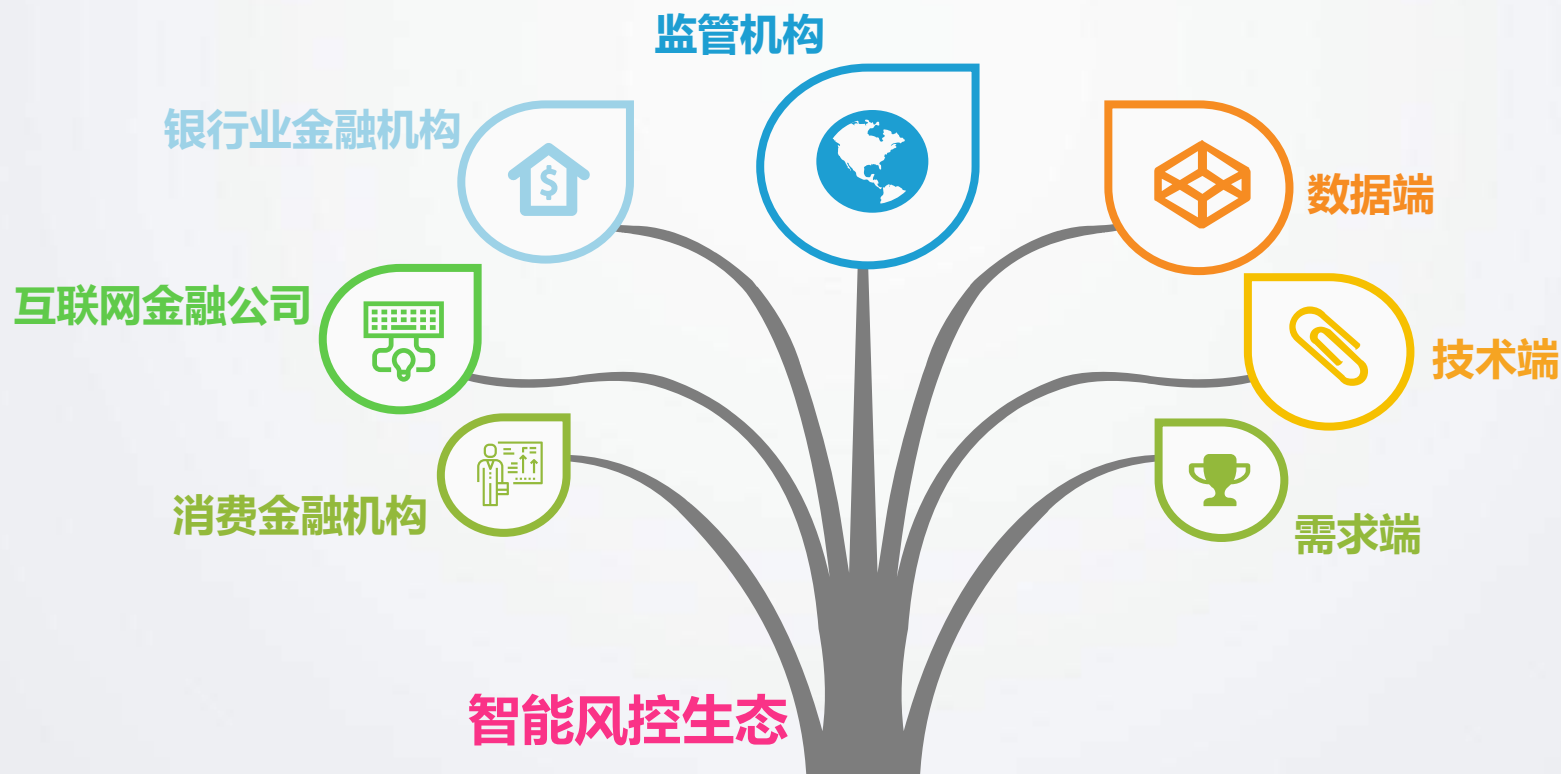 监管机构
银行业金融机构
数据端
互联网金融公司
技术端
消费金融机构
需求端
智能风控生态